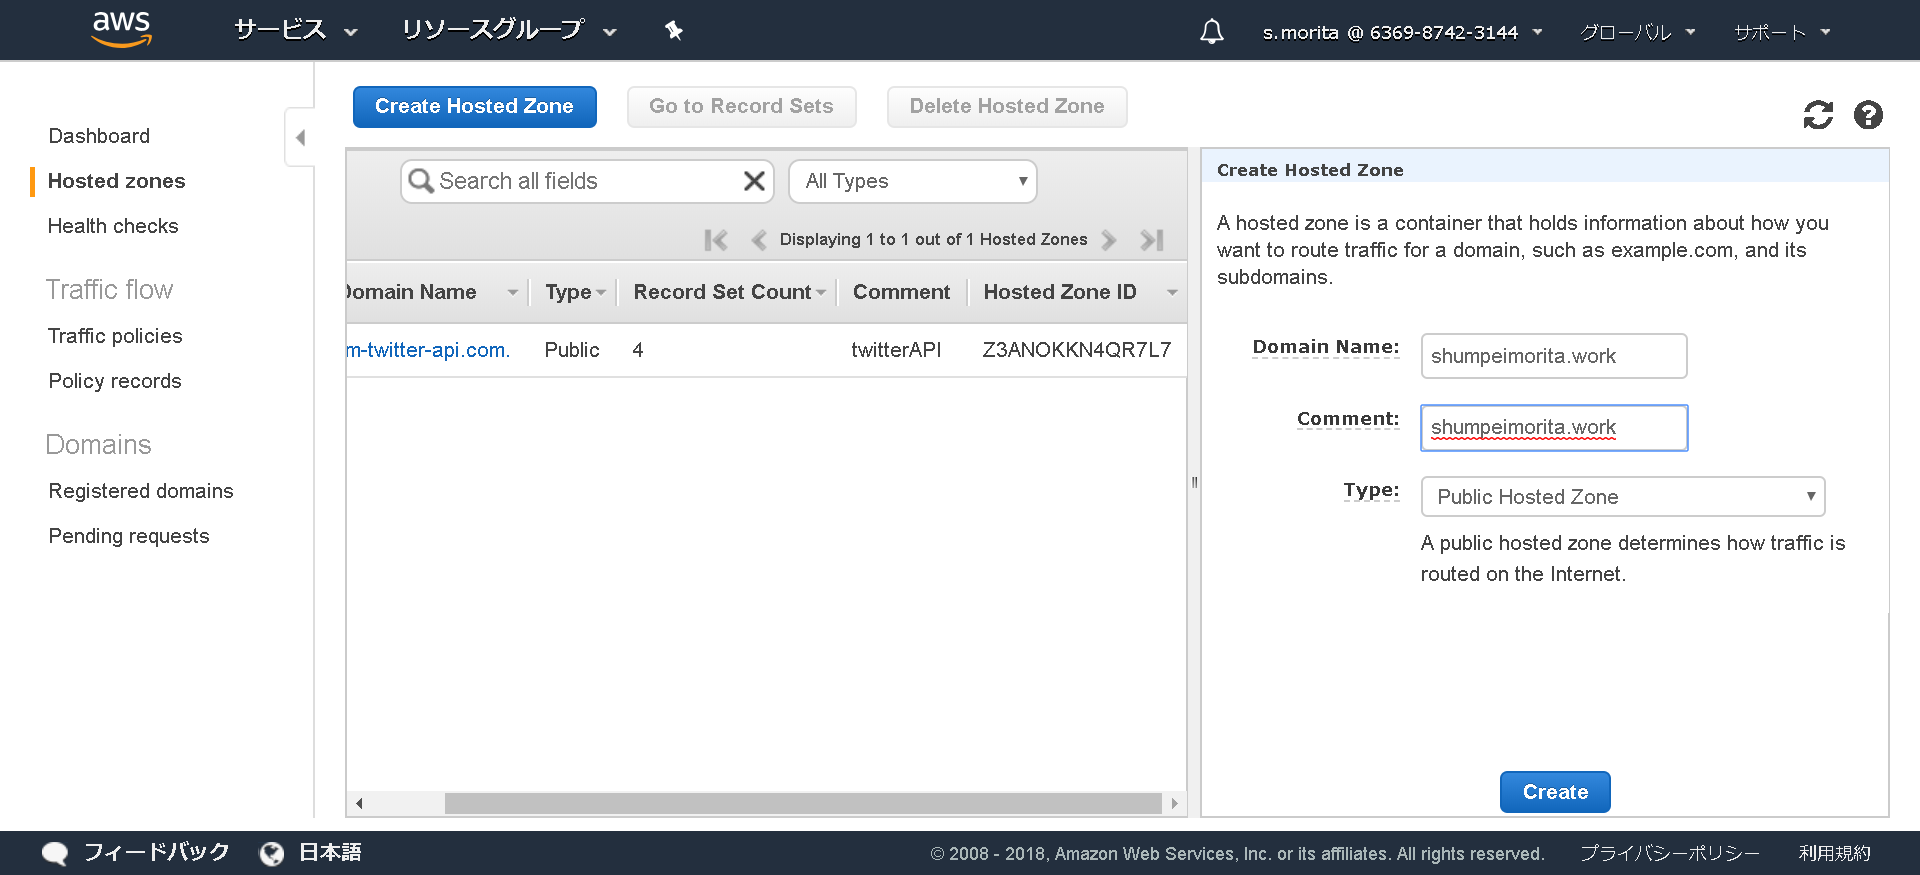 aws サービス リソースグループ s.morita @ 6369-8742-3144 グローバル サポート
Create Hosted Zone Go to Record Sets Delete Hosted Zone
Dashboard
Hosted zones
Health checks
Traffic flow
Traffic policies
Policy records
Domains
Registered domains
Pending requests
Search all fields All Types
Displaying 1 to 1 out of 1 Hosted Zones
Domain Name Type Record Set Count Comment Hosted Zone ID
m-twitter-api.com. Public 4 twitterAPI Z3ANOKKN4QR7L7
Create Hosted Zone
A hosted zone is a container that holds information about how you
want to route traffic for a domain, such as example.com, and its
subdomains.
Domain Name: shumpeimorita.work
Comment: shumpeimorita.work
Type: Public Hosted Zone
A public hosted zone determines how traffic is
routed on the Internet.
Create
フィードバック 日本語 © 2008 - 2018, Amazon Web Services, Inc. or its affiliates. All rights reserved. プライバシーポリシー 利用規約